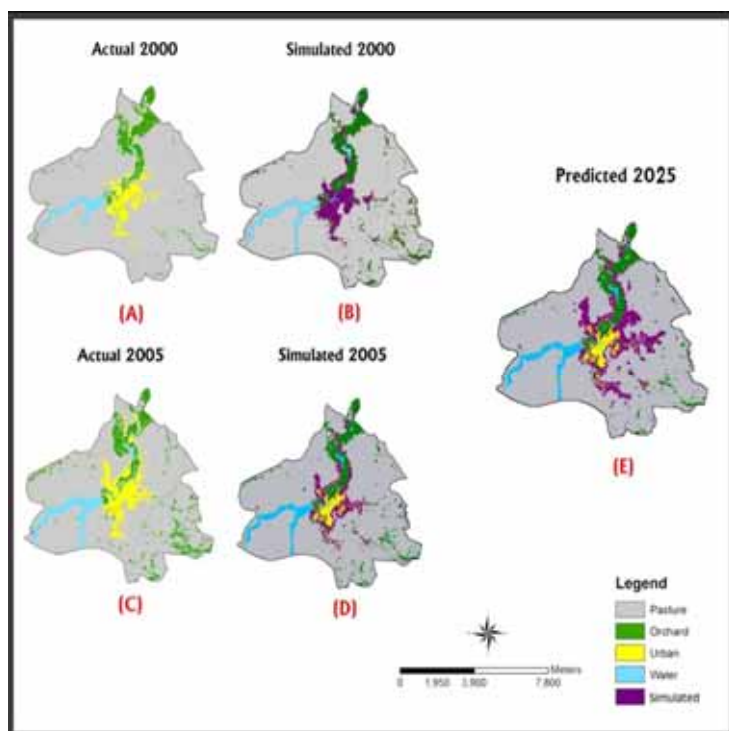 Actual 2000
Simulated 2000
(A)
(B)
Predicted 2025
(E)
Actual 2005
Simulated 2005
(C)
(D)
Legend
Pasture
Orchard
Urban
Water
Simulated
Meters
0 1,950 3,900 7,800